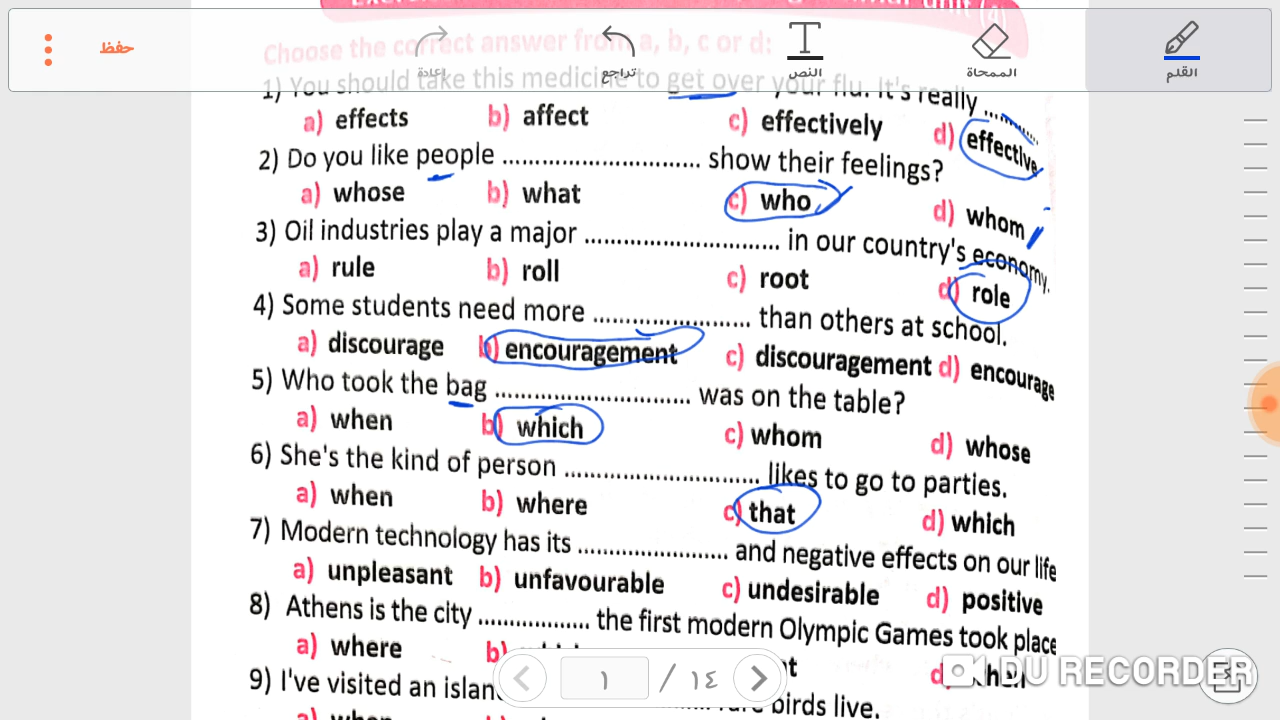 حفظ
إعادة
تراجع
النص
الممحاة
القلم
Choose the correct answer from a, b, c or d:
1) You should take this medicine to get over your flu. It's really ..........
a) effects b) affect c) effectively d) effective
2) Do you like people ............................ show their feelings?
a) whose b) what c) who d) whom
3) Oil industries play a major ............................ in our country's economy.
a) rule b) roll c) root d) role
4) Some students need more ...................... than others at school.
a) discourage b) encouragement c) discouragement d) encourage
5) Who took the bag ............................ was on the table?
a) when b) which c) whom d) whose
6) She's the kind of person ............................ likes to go to parties.
a) when b) where c) that d) which
7) Modern technology has its ...................... and negative effects on our life
a) unpleasant b) unfavourable c) undesirable d) positive
8) Athens is the city ................ the first modern Olympic Games took place
a) where b)
9) I've visited an birds live.
١ / ١٤
DU RECORDER